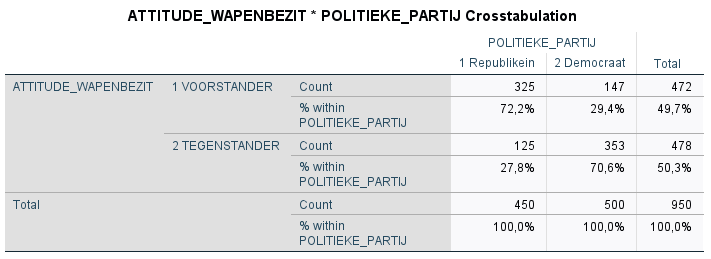 ATTITUDE_WAPENBEZIT * POLITIEKE_PARTIJ Crosstabulation
POLITIEKE_PARTIJ
1 Republikein 2 Democraat Total
ATTITUDE_WAPENBEZIT 1 VOORSTANDER Count 325 147 472
% within POLITIEKE_PARTIJ 72,2% 29,4% 49,7%
2 TEGENSTANDER Count 125 353 478
% within POLITIEKE_PARTIJ 27,8% 70,6% 50,3%
Total Count 450 500 950
% within POLITIEKE_PARTIJ 100,0% 100,0% 100,0%